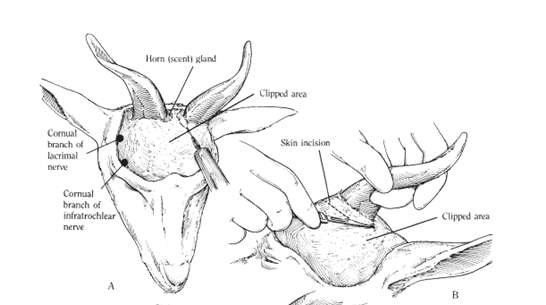 Horn (scent) gland
Clipped area
Cornual
branch of
lacrimal
nerve
Cornual
branch of
infratrochlear
nerve
A
Skin incision
Clipped area
B